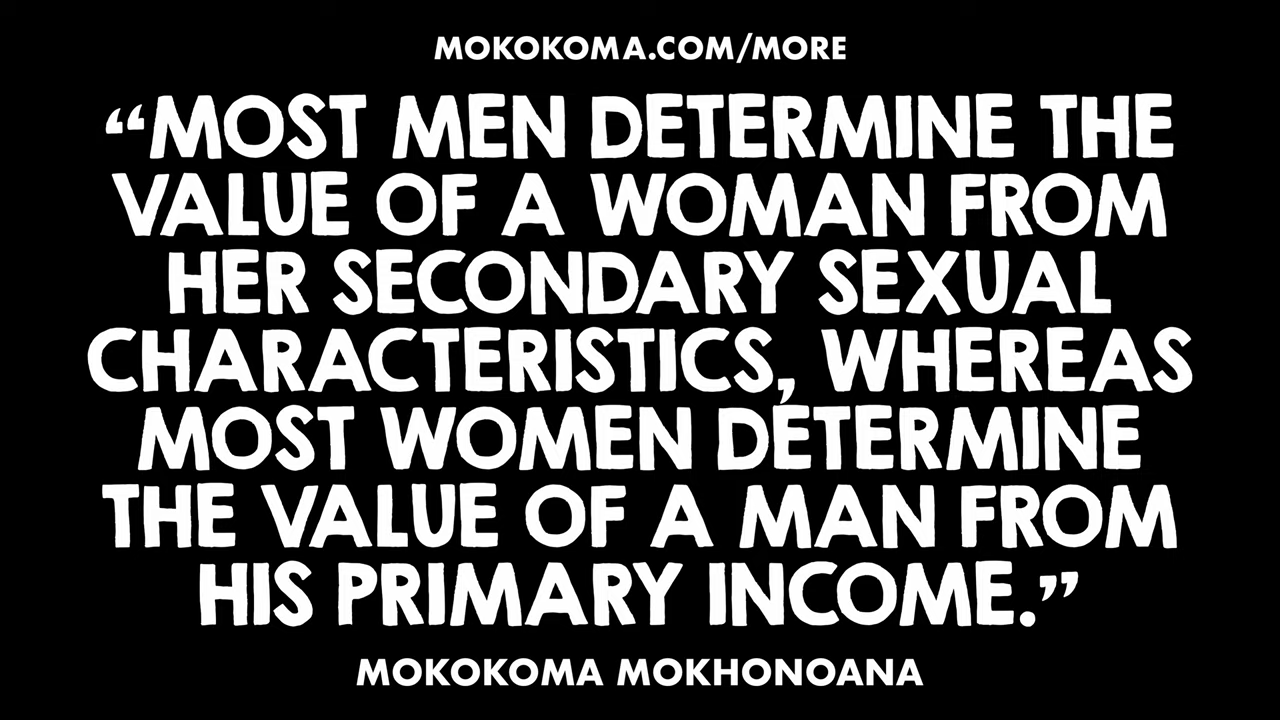 MOKOKOMA.COM/MORE
“MOST MEN DETERMINE THE
VALUE OF A WOMAN FROM
HER SECONDARY SEXUAL
CHARACTERISTICS, WHEREAS
MOST WOMEN DETERMINE
THE VALUE OF A MAN FROM
HIS PRIMARY INCOME.”
MOKOKOMA MOKHONOANA